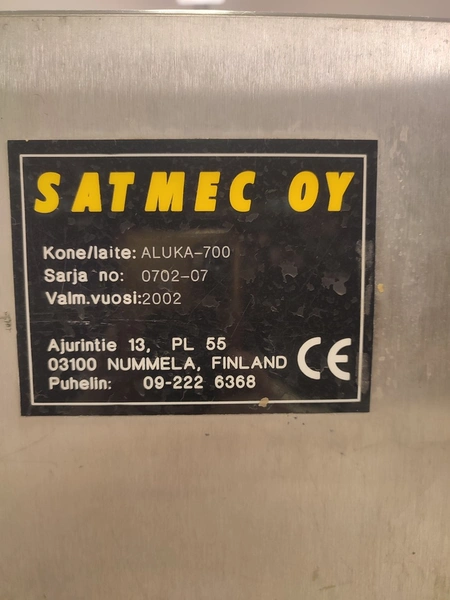 SATMEC OY
Kone/laite: ALUKA-700
Sarja no: 0702-07
Valm.vuosi:2002
Ajurintie 13, PL 55
03100 NUMMELA, FINLAND
Puhelin: 09-222 6368
CE